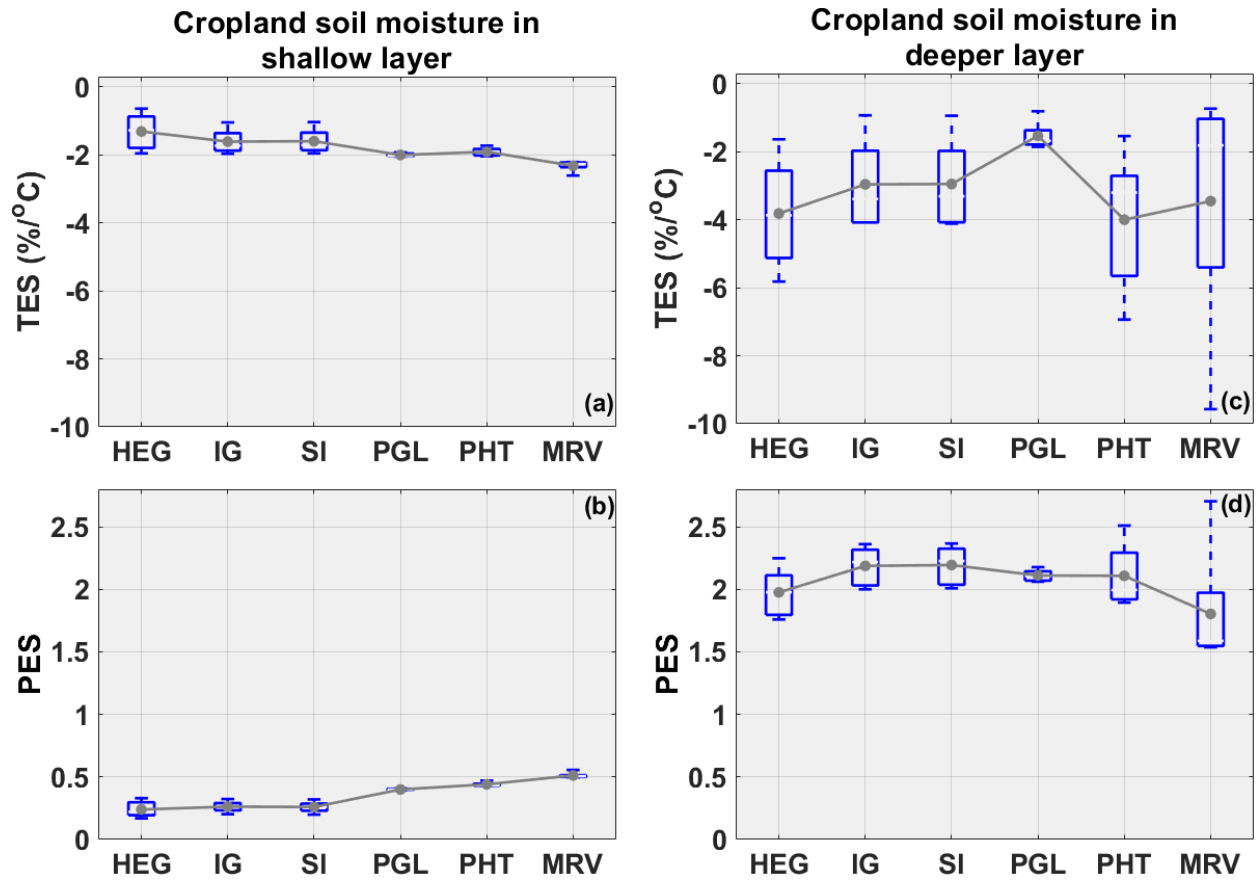 Cropland soil moisture in
shallow layer
0
-2
-4
-6
-8
-10
TES (%/°C)
(a)
HEG IG SI PGL PHT MRV
Cropland soil moisture in
deeper layer
0
-2
-4
-6
-8
-10
TES (%/°C)
(c)
HEG IG SI PGL PHT MRV
2.5
2
1.5
1
0.5
0
PES
(b)
HEG IG SI PGL PHT MRV
2.5
2
1.5
1
0.5
0
PES
(d)
HEG IG SI PGL PHT MRV